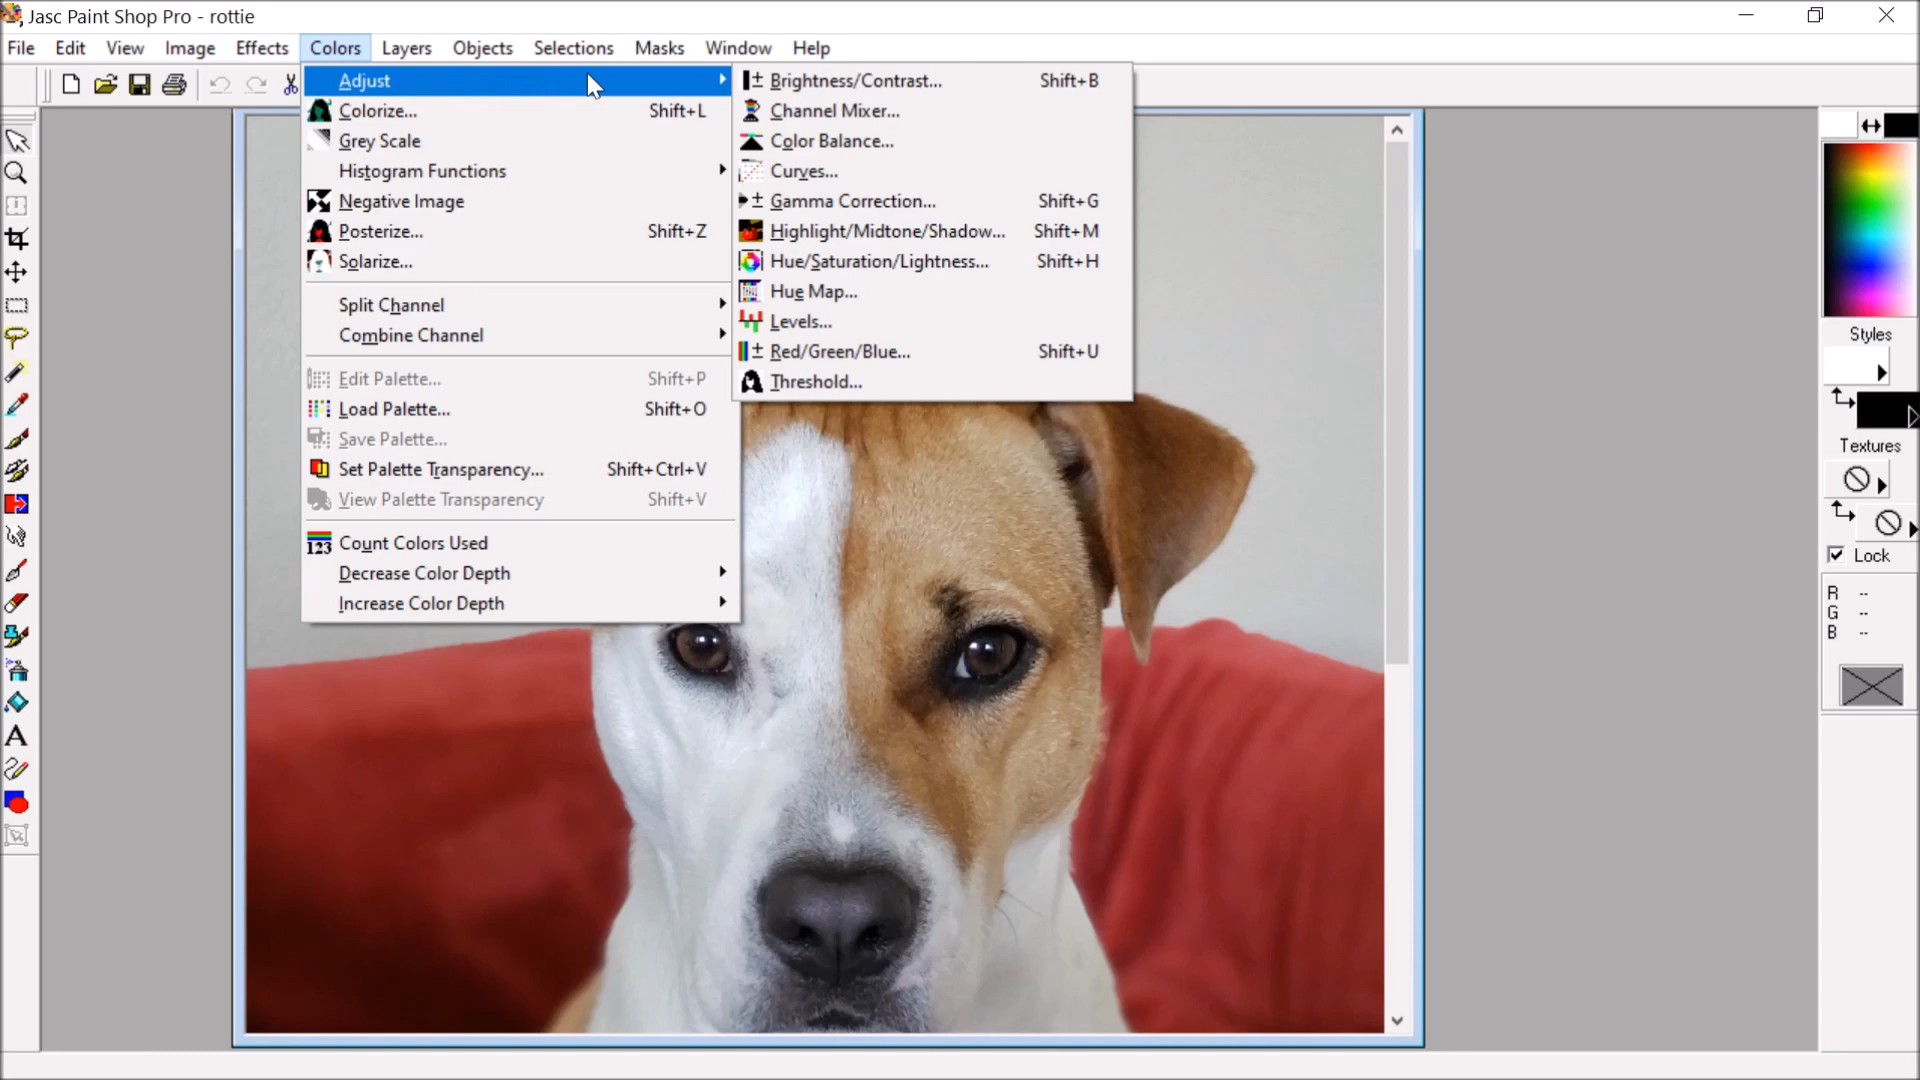 Jasc Paint Shop Pro - rottie
File Edit View Image Effects Colors Layers Objects Selections Masks Window Help
Adjust
Colorize... Shift+L
Grey Scale
Histogram Functions
Negative Image
Posterize... Shift+Z
Solarize...
Split Channel
Combine Channel
Edit Palette... Shift+P
Load Palette... Shift+O
Save Palette...
Set Palette Transparency... Shift+Ctrl+V
View Palette Transparency Shift+V
123 Count Colors Used
Decrease Color Depth
Increase Color Depth
Brightness/Contrast... Shift+B
Channel Mixer...
Color Balance...
Curves...
Gamma Correction... Shift+G
Highlight/Midtone/Shadow... Shift+M
Hue/Saturation/Lightness... Shift+H
Hue Map...
Levels...
Red/Green/Blue... Shift+U
Threshold...
Styles
Textures
Lock
R --
G --
B --